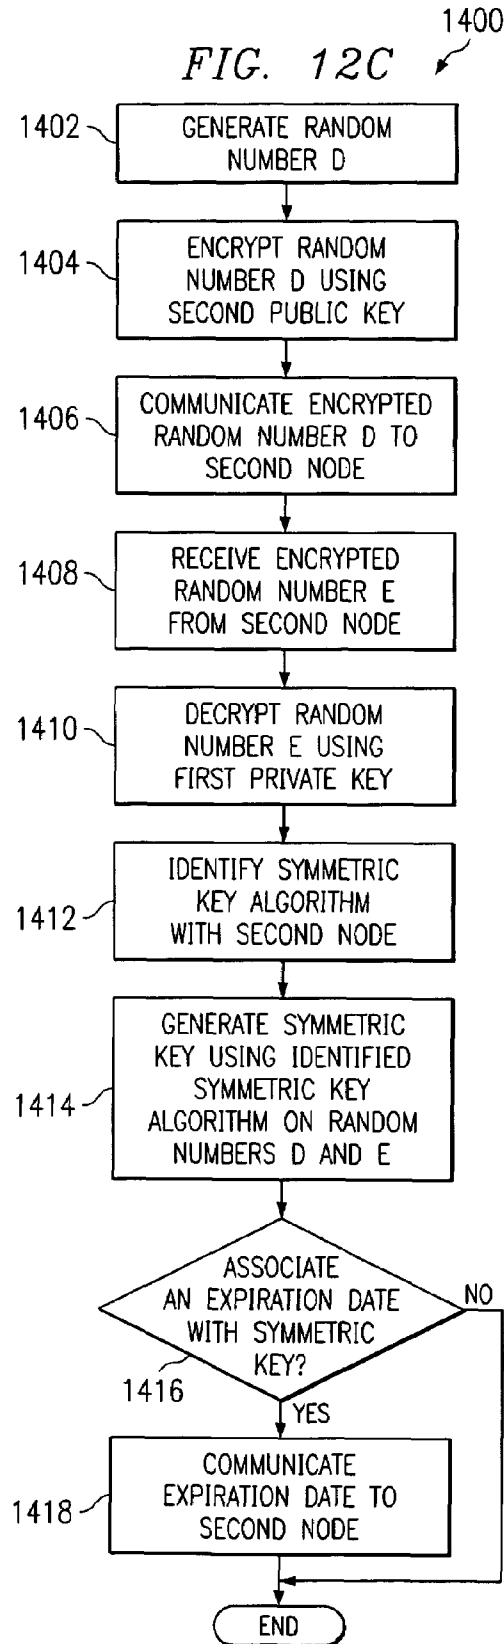 1400
FIG. 12C
1402
GENERATE RANDOM
NUMBER D
1404
ENCRYPT RANDOM
NUMBER D USING
SECOND PUBLIC KEY
1406
COMMUNICATE ENCRYPTED
RANDOM NUMBER D TO
SECOND NODE
1408
RECEIVE ENCRYPTED
RANDOM NUMBER E
FROM SECOND NODE
1410
DECRYPT RANDOM
NUMBER E USING
FIRST PRIVATE KEY
1412
IDENTIFY SYMMETRIC
KEY ALGORITHM
WITH SECOND NODE
1414
GENERATE SYMMETRIC
KEY USING IDENTIFIED
SYMMETRIC KEY
ALGORITHM ON RANDOM
NUMBERS D AND E
ASSOCIATE
AN EXPIRATION DATE
WITH SYMMETRIC
KEY?
NO
1416
YES
1418
COMMUNICATE
EXPIRATION DATE TO
SECOND NODE
END